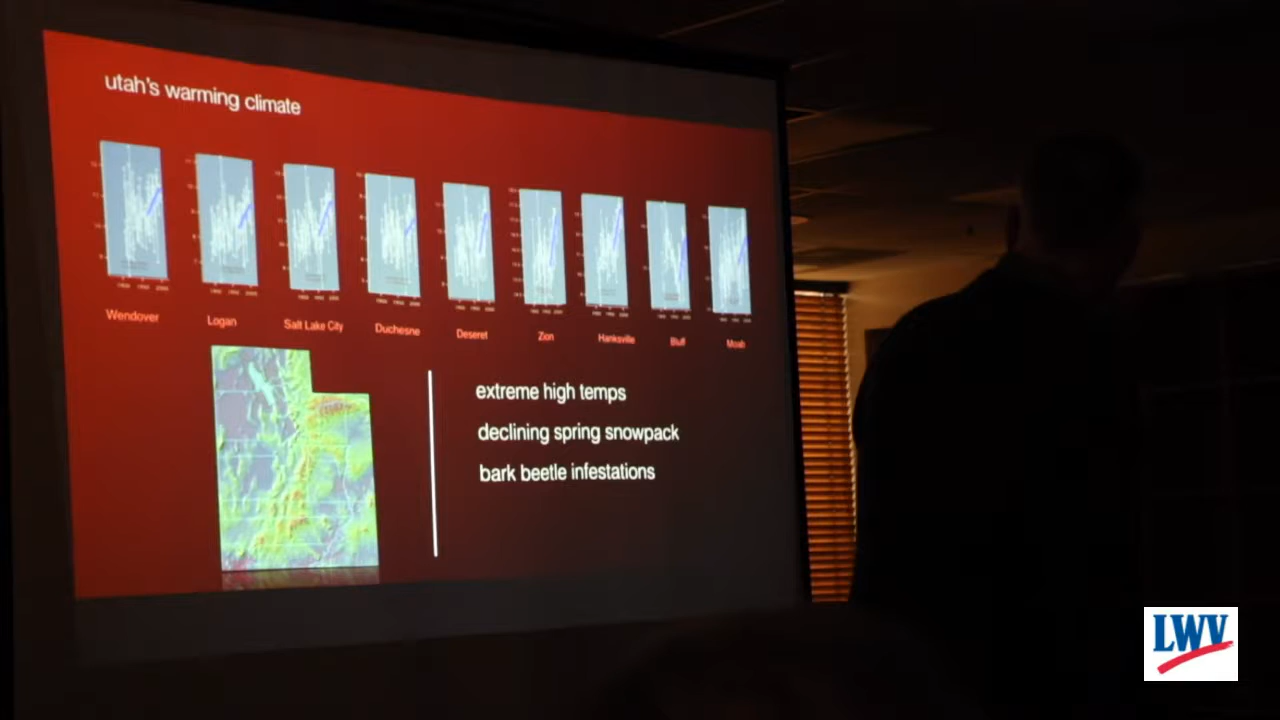 utah's warming climate
Wendover
Logan
Salt Lake City
Duchesne
Deseret
Zion
Hanksville
Bluff
Moab
extreme high temps
declining spring snowpack
bark beetle infestations
LWV